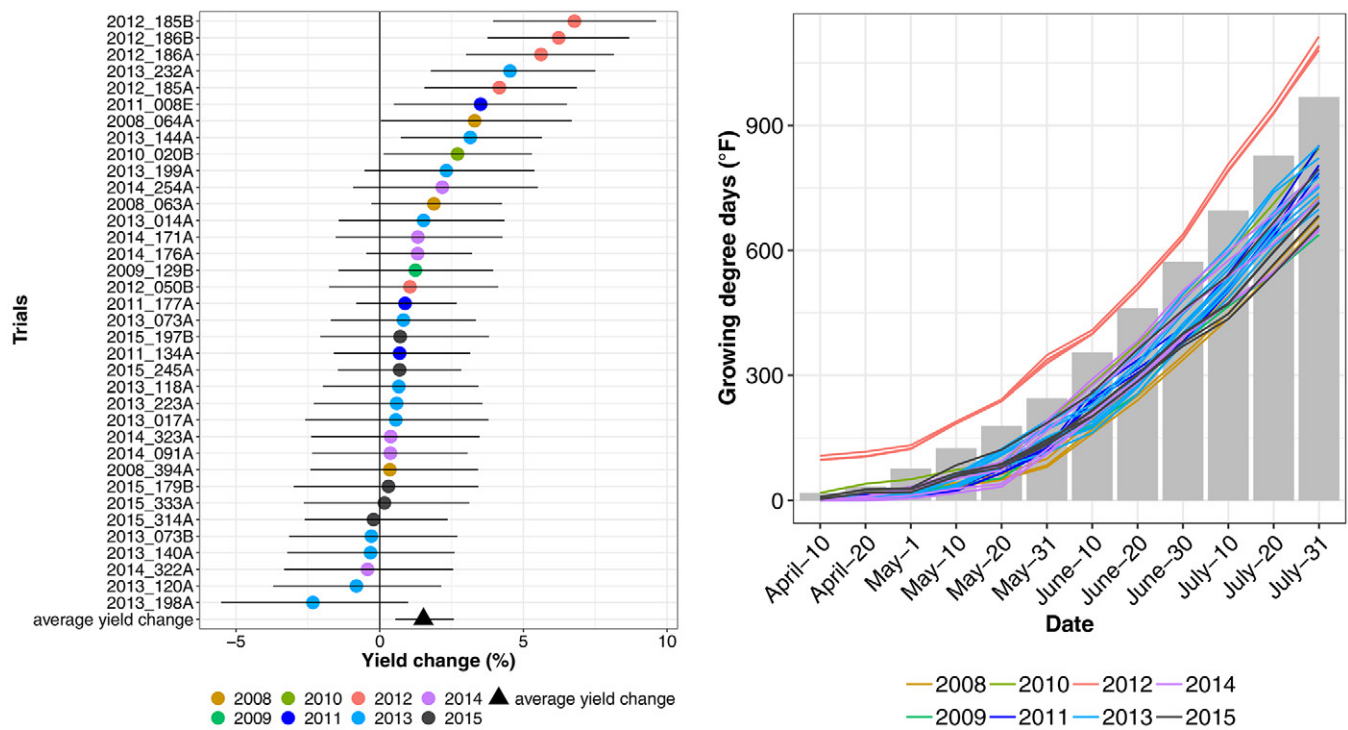 2012_185B
2012_186B
2012_186A
2013_232A
2012_185A
2011_008E
2008_064A
2013_144A
2010_020B
2013_199A
2014_254A
2008_063A
2013_014A
2014_171A
2014_176A
2009_129B
2012_050B
2011_177A
2013_073A
2015_197B
2011_134A
2015_245A
2013_118A
2013_223A
2013_017A
2014_323A
2014_091A
2008_394A
2015_179B
2015_333A
2015_314A
2013_073B
2013_140A
2014_322A
2013_120A
2013_198A
average yield change
Trials
−5 0 5 10
Yield change (%)
2008 2010 2012 2014 average yield change
2009 2011 2013 2015
Growing degree days (°F)
900
600
300
0
April−10 April−20 May−1 May−10 May−20 May−31 June−10 June−20 June−30 July−10 July−20 July−31
Date
2008 2010 2012 2014
2009 2011 2013 2015